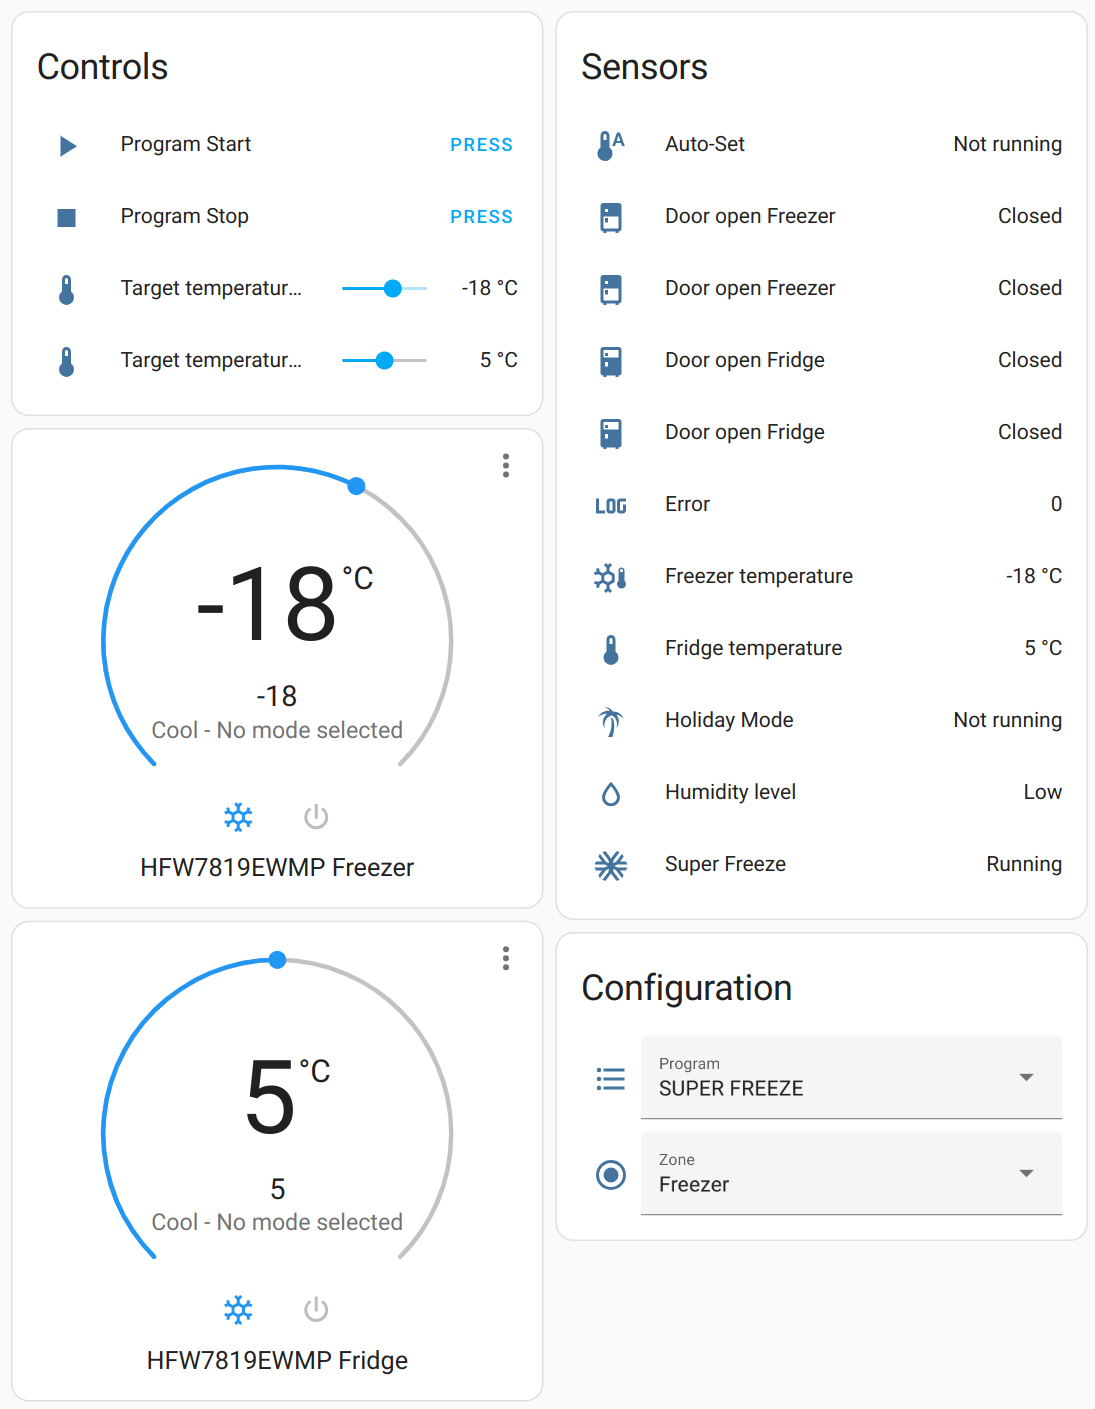 Controls
Program Start PRESS
Program Stop PRESS
Target temperatur... -18 °C
Target temperatur... 5 °C
-18 °C
-18
Cool - No mode selected
HFW7819EWMP Freezer
5 °C
5
Cool - No mode selected
HFW7819EWMP Fridge
Sensors
A
Auto-Set Not running
Door open Freezer Closed
Door open Freezer Closed
Door open Fridge Closed
Door open Fridge Closed
LOG Error 0
Freezer temperature -18 °C
Fridge temperature 5 °C
Holiday Mode Not running
Humidity level Low
Super Freeze Running
Configuration
Program
SUPER FREEZE
Zone
Freezer